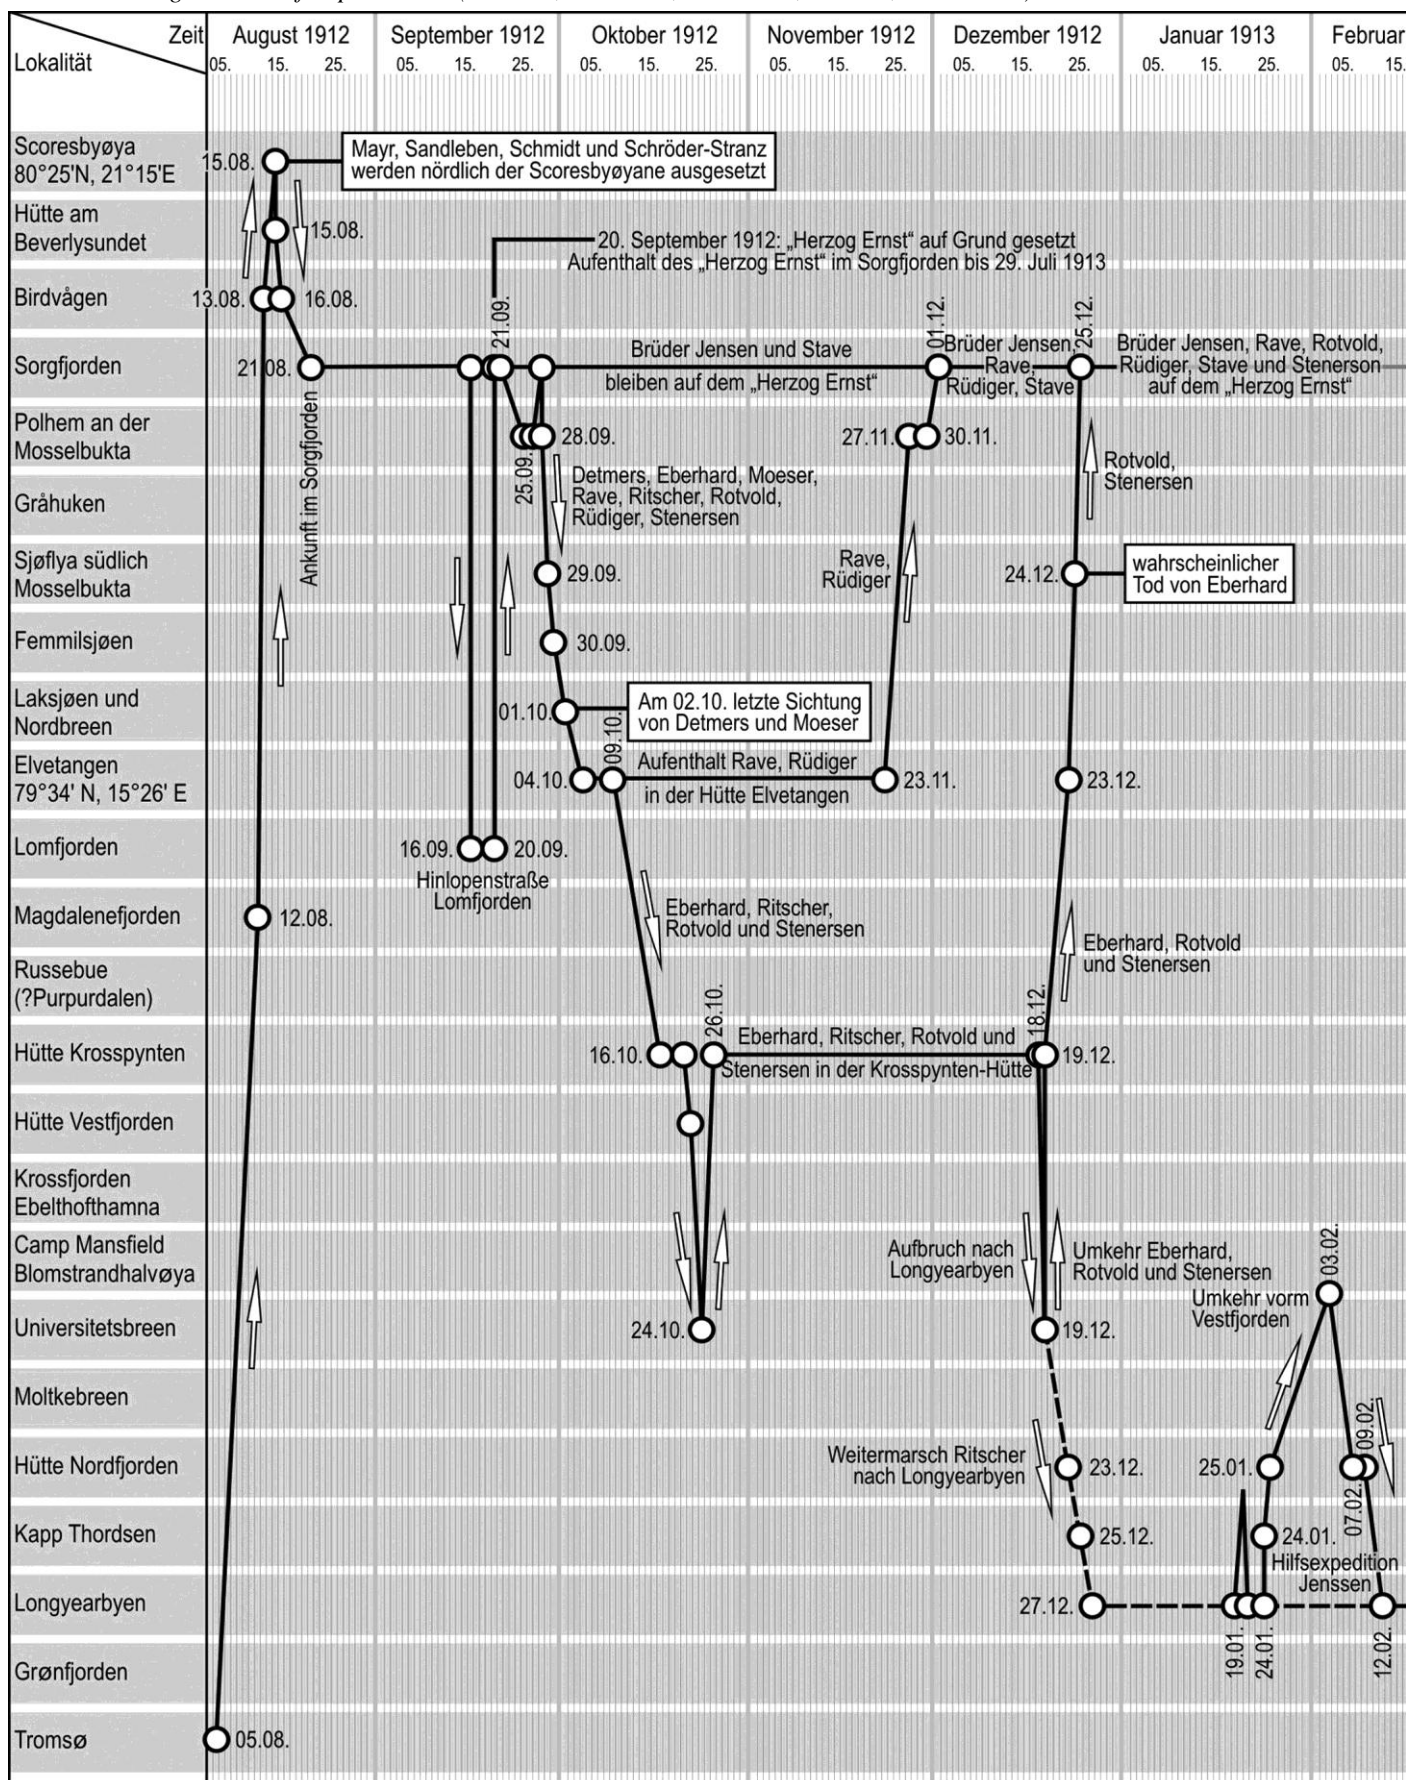 Zeit
Lokalität
August 1912
September 1912
Oktober 1912
November 1912
Dezember 1912
Januar 1913
Februar
05. 15. 25.
05. 15. 25.
05. 15. 25.
05. 15. 25.
05. 15. 25.
05. 15. 25.
05. 15.
Scoresbyøya
80°25'N, 21°15'E
15.08.
Mayr, Sandleben, Schmidt und Schröder-Stranz
werden nördlich der Scoresbyøyane ausgesetzt
Hütte am
Beverlysundet
15.08.
20. September 1912: „Herzog Ernst“ auf Grund gesetzt
Aufenthalt des „Herzog Ernst“ im Sorgfjorden bis 29. Juli 1913
Birdvågen
13.08.
16.08.
21.09.
01.12.
25.12.
Sorgfjorden
21.08.
Ankunft im Sorgfjorden
Brüder Jensen und Stave
bleiben auf dem „Herzog Ernst“
Brüder Jensen,
Rave,
Rüdiger, Stave
Brüder Jensen, Rave, Rotvold,
Rüdiger, Stave und Stenerson
auf dem „Herzog Ernst“
Polhem an der
Mosselbukta
25.09.
28.09.
27.11.
30.11.
Detmers, Eberhard, Moeser,
Rave, Ritscher, Rotvold,
Rüdiger, Stenersen
Rotvold,
Stenersen
Gråhuken
Sjøflya südlich
Mosselbukta
29.09.
Rave,
Rüdiger
24.12.
wahrscheinlicher
Tod von Eberhard
Femmilsjøen
30.09.
Laksjøen und
Nordbreen
01.10.
Am 02.10. letzte Sichtung
von Detmers und Moeser
09.10.
Elvetangen
79°34' N, 15°26' E
04.10.
Aufenthalt Rave, Rüdiger
in der Hütte Elvetangen
23.11.
23.12.
Lomfjorden
16.09.
20.09.
Hinlopenstraße
Lomfjorden
Magdalenefjorden
12.08.
Eberhard, Ritscher,
Rotvold und Stenersen
Eberhard, Rotvold
und Stenersen
Russebue
(?Purpurdalen)
26.10.
18.12.
Hütte Krosspynten
16.10.
Eberhard, Ritscher, Rotvold und
Stenersen in der Krosspynten-Hütte
19.12.
Hütte Vestfjorden
Krossfjorden
Ebelthofthamna
Camp Mansfield
Blomstrandhalvøya
Aufbruch nach
Longyearbyen
Umkehr Eberhard,
Rotvold und Stenersen
Umkehr vorm
Vestfjorden
03.02.
Universitetsbreen
24.10.
19.12.
Moltkebreen
Hütte Nordfjorden
Weitermarsch Ritscher
nach Longyearbyen
23.12.
25.01.
07.02.
09.02.
Kapp Thordsen
25.12.
24.01.
Hilfsexpedition
Jenssen
Longyearbyen
27.12.
19.01.
24.01.
12.02.
Grønfjorden
Tromsø
05.08.